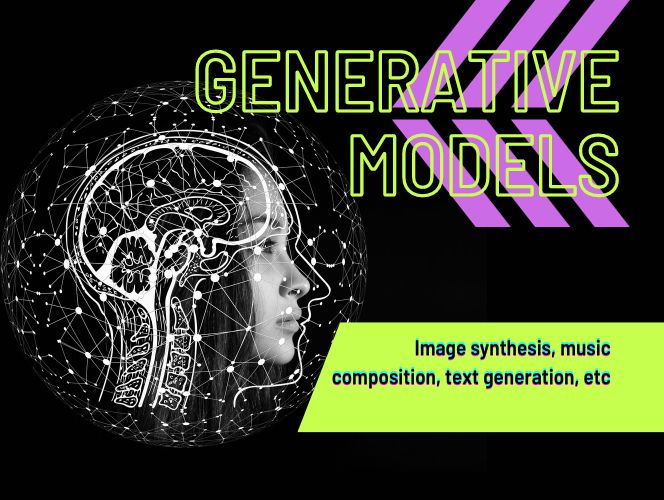 GENERATIVE
MODELS
Image synthesis, music
composition, text generation, etc